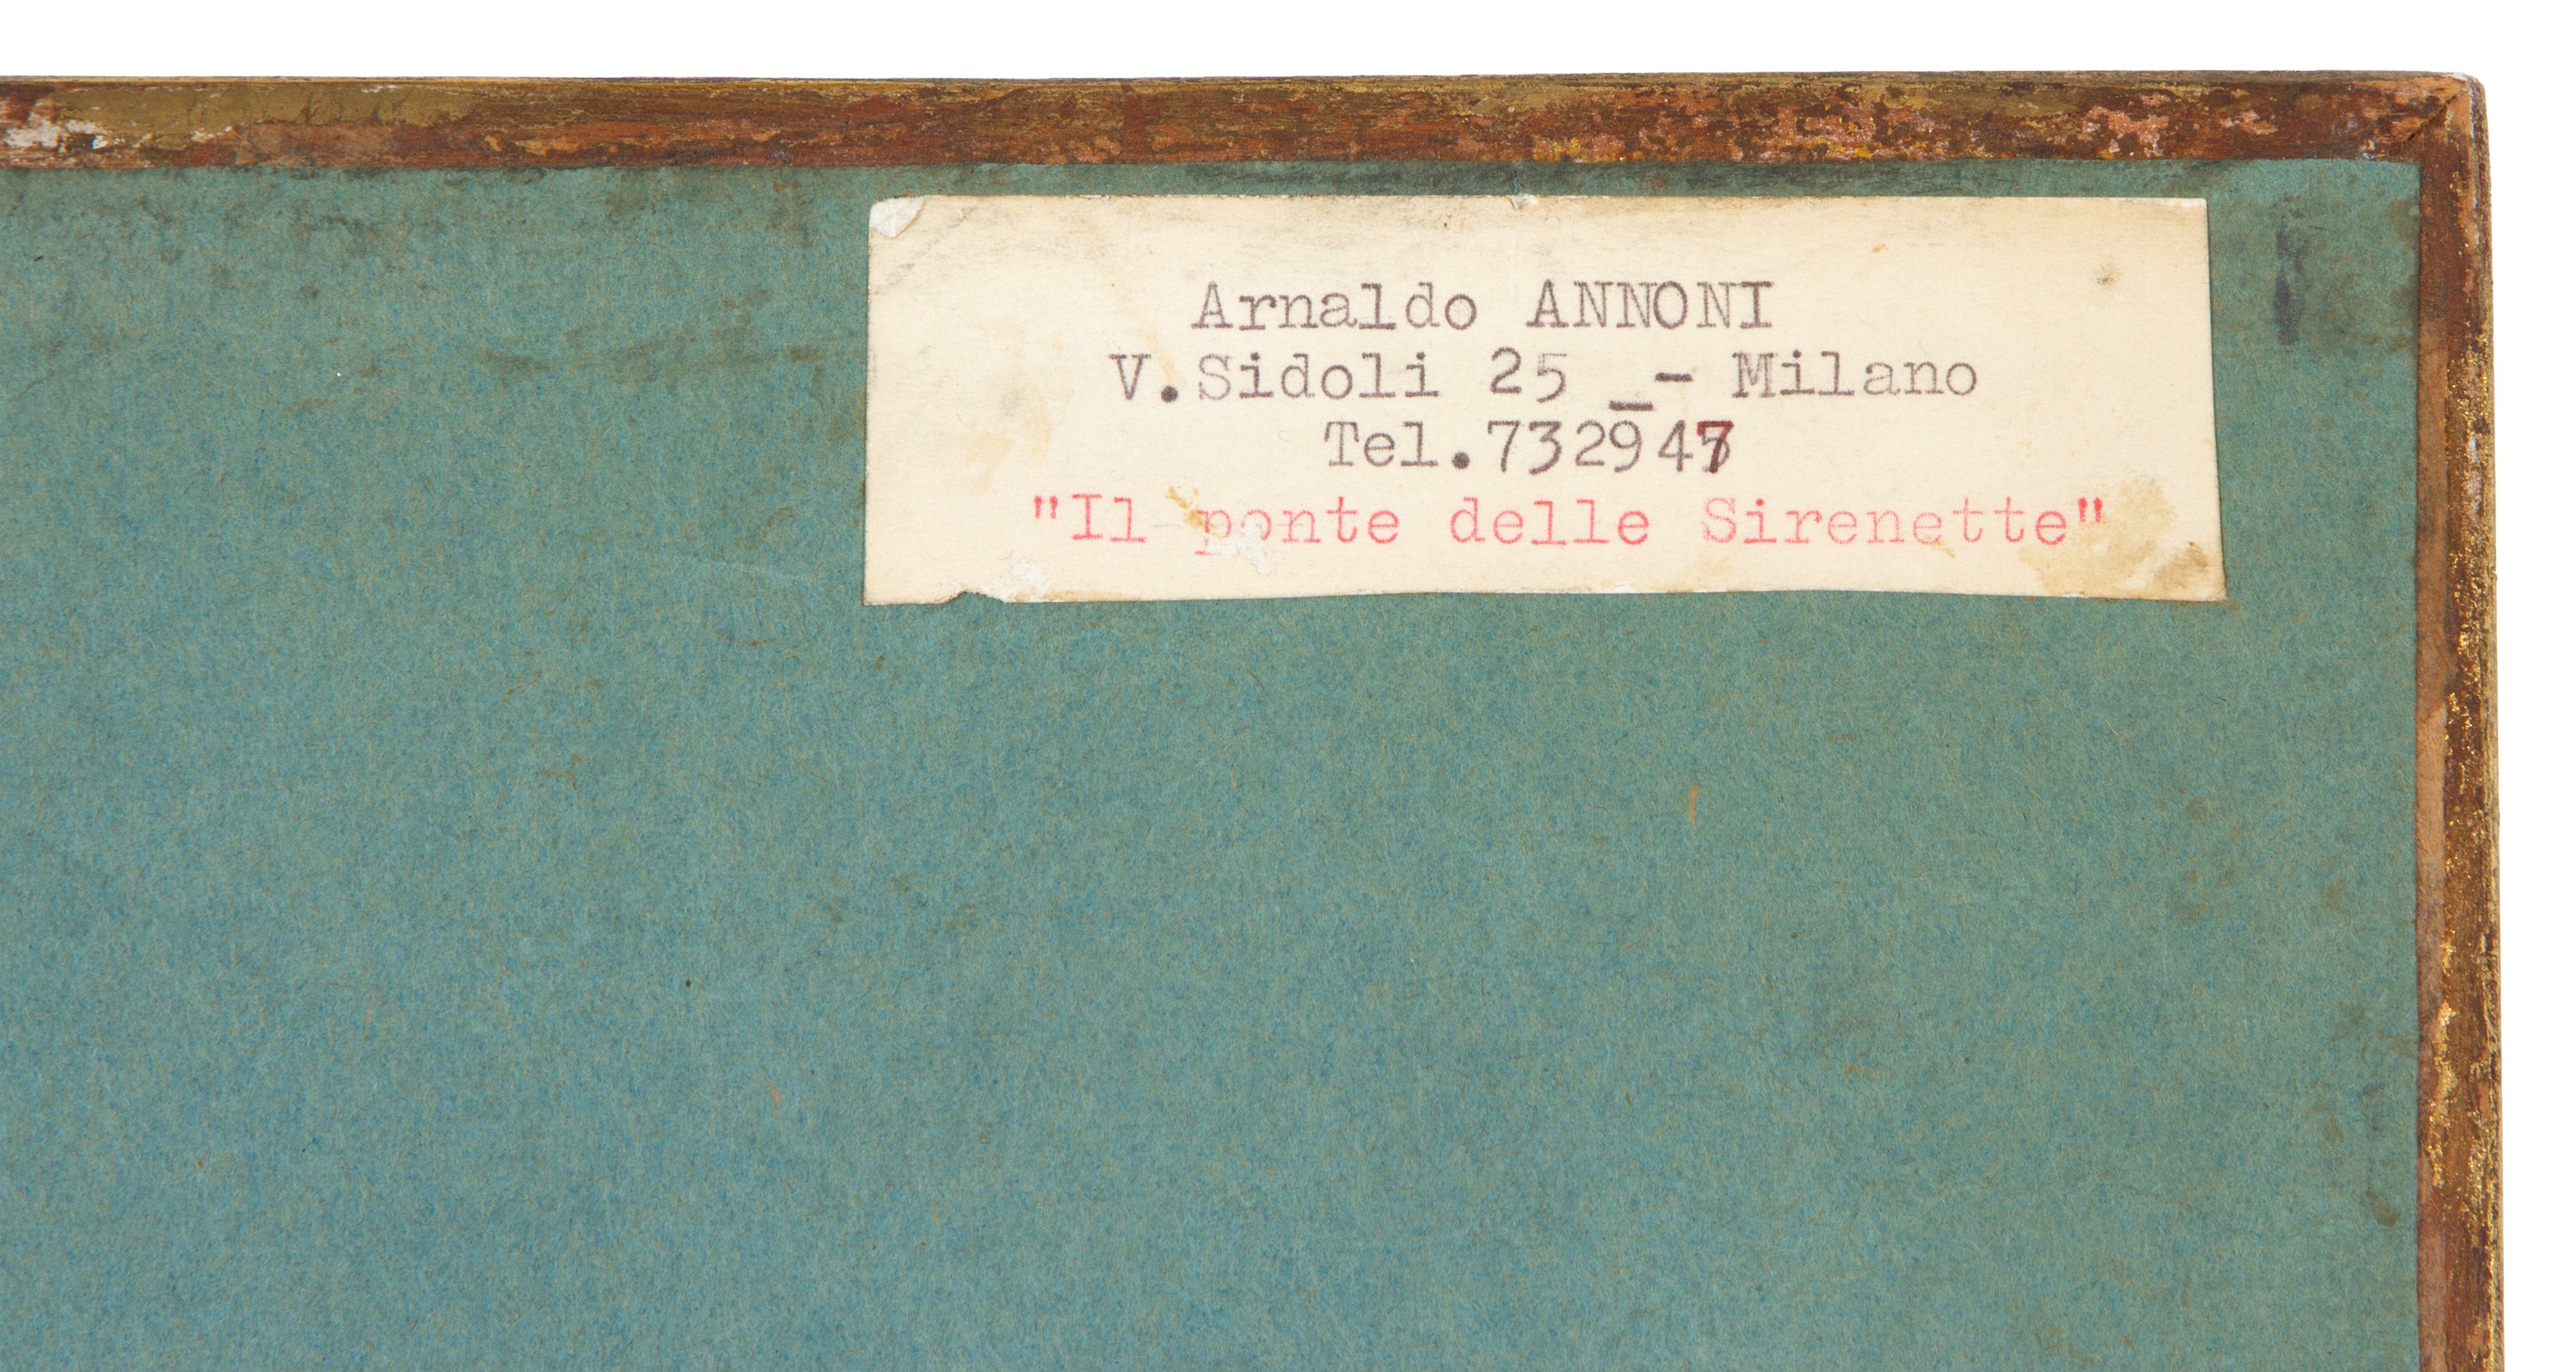 Arnaldo ANNONI
V.Sidoli 25 _- Milano
Tel.732947
"Il ponte delle Sirenette"